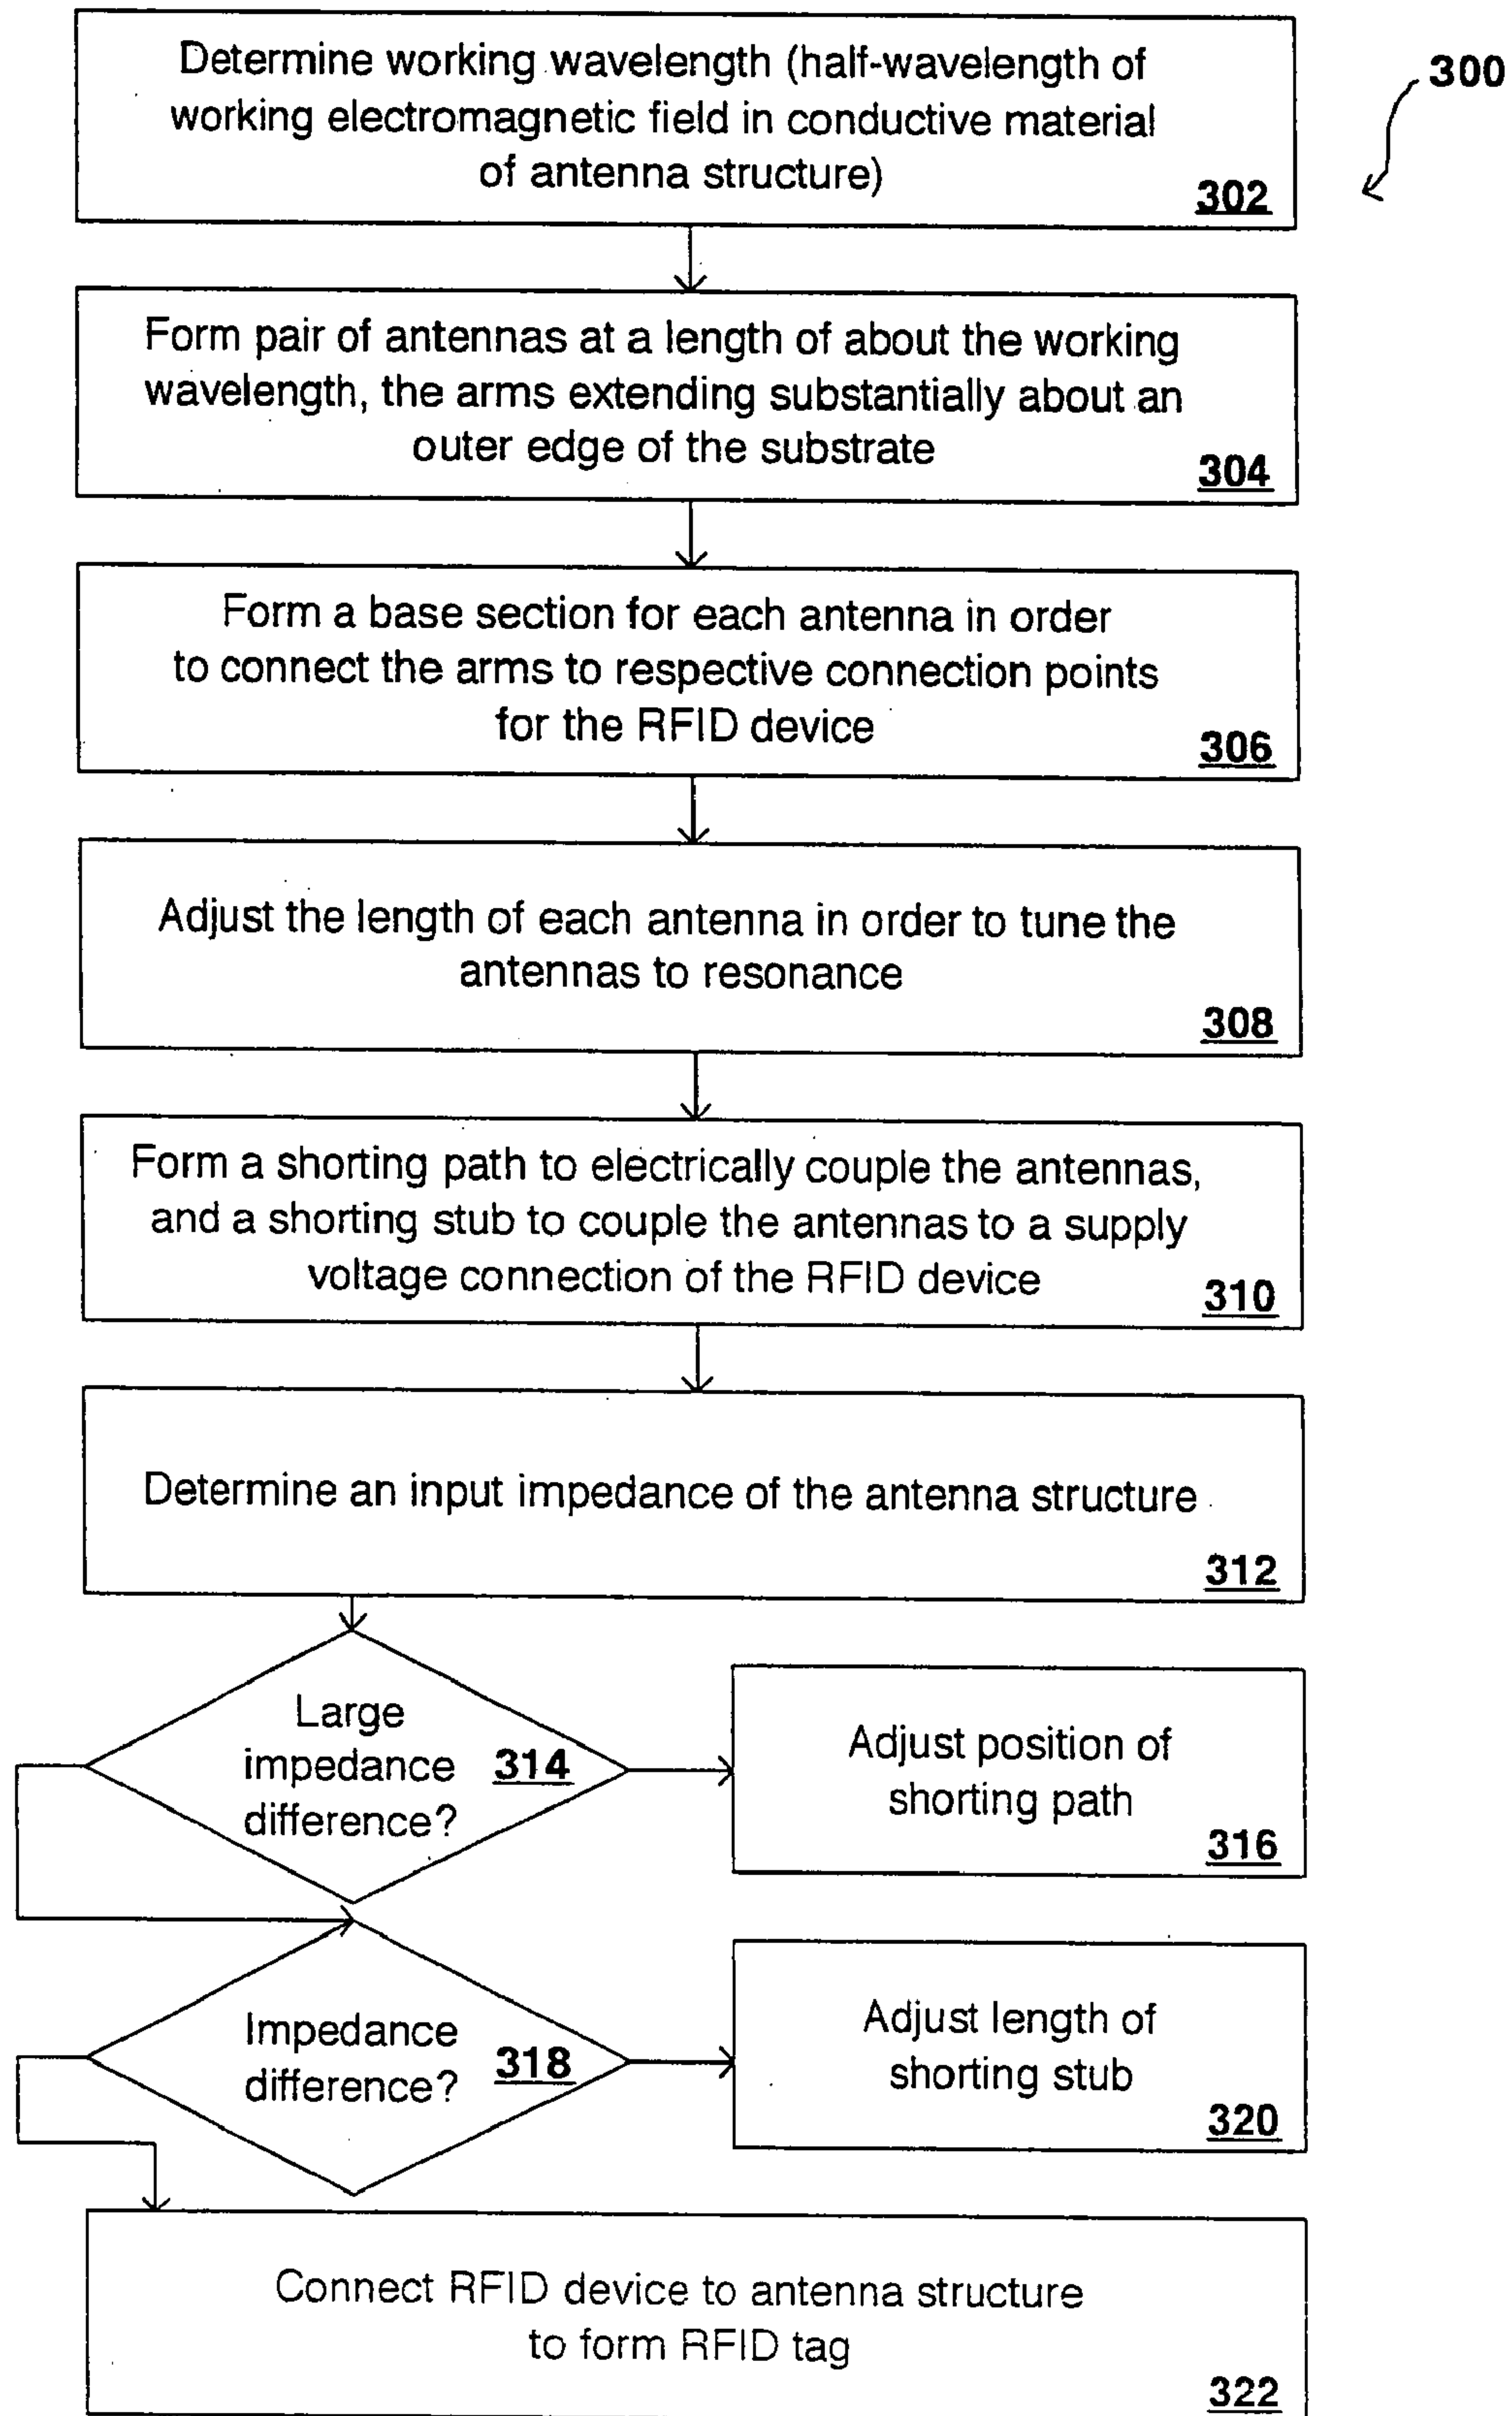 300
Determine working wavelength (half-wavelength of
working electromagnetic field in conductive material
of antenna structure)
302
Form pair of antennas at a length of about the working
wavelength, the arms extending substantially about an
outer edge of the substrate
304
Form a base section for each antenna in order
to connect the arms to respective connection points
for the RFID device
306
Adjust the length of each antenna in order to tune the
antennas to resonance
308
Form a shorting path to electrically couple the antennas,
and a shorting stub to couple the antennas to a supply
voltage connection of the RFID device
310
Determine an input impedance of the antenna structure
312
Large
impedance
difference?
314
Adjust position of
shorting path
316
Impedance
difference?
318
Adjust length of
shorting stub
320
Connect RFID device to antenna structure
to form RFID tag
322